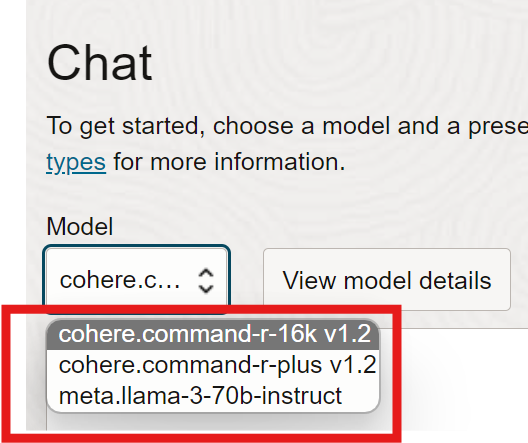 Chat
To get started, choose a model and a prese
types for more information.
Model
cohere.c...
View model details
cohere.command-r-16k v1.2
cohere.command-r-plus v1.2
meta.llama-3-70b-instruct